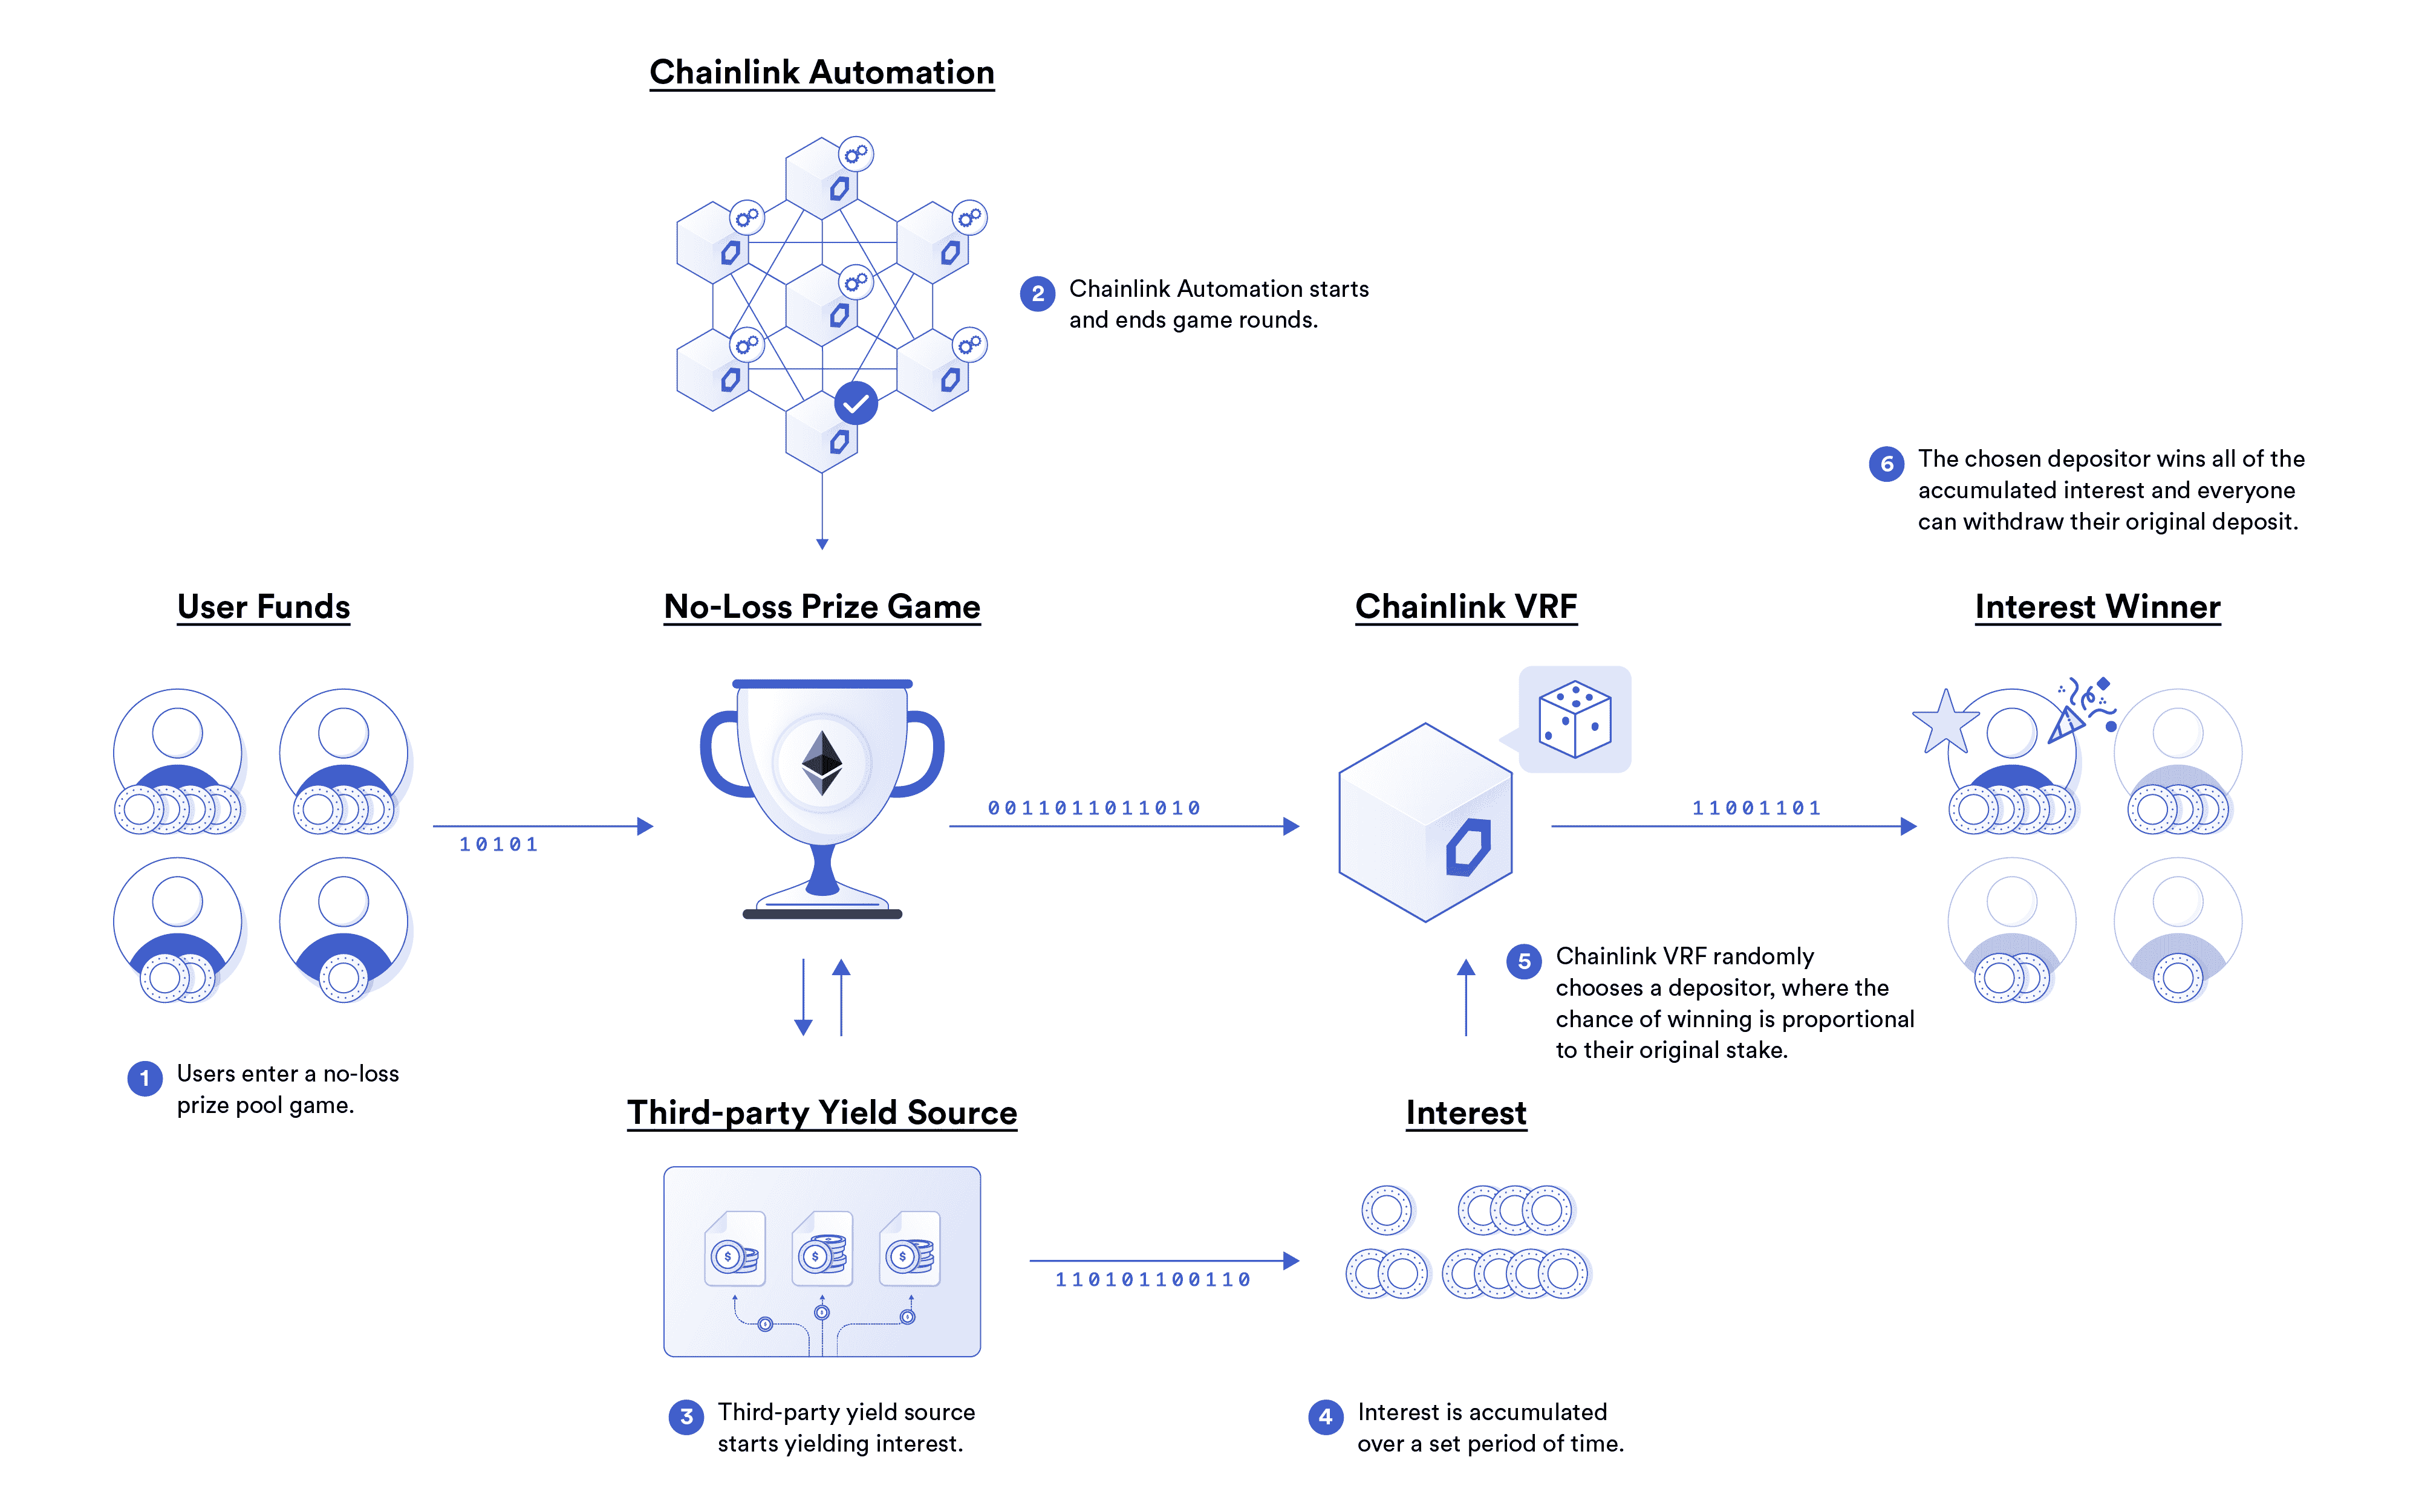 Chainlink Automation
2
Chainlink Automation starts
and ends game rounds.
6
The chosen depositor wins all of the
accumulated interest and everyone
can withdraw their original deposit.
User Funds
No-Loss Prize Game
Chainlink VRF
Interest Winner
10101
0011011011010
11001101
1
Users enter a no-loss
prize pool game.
5
Chainlink VRF randomly
chooses a depositor, where the
chance of winning is proportional
to their original stake.
Third-party Yield Source
Interest
$ $ $
110101100110
3
Third-party yield source
starts yielding interest.
4
Interest is accumulated
over a set period of time.